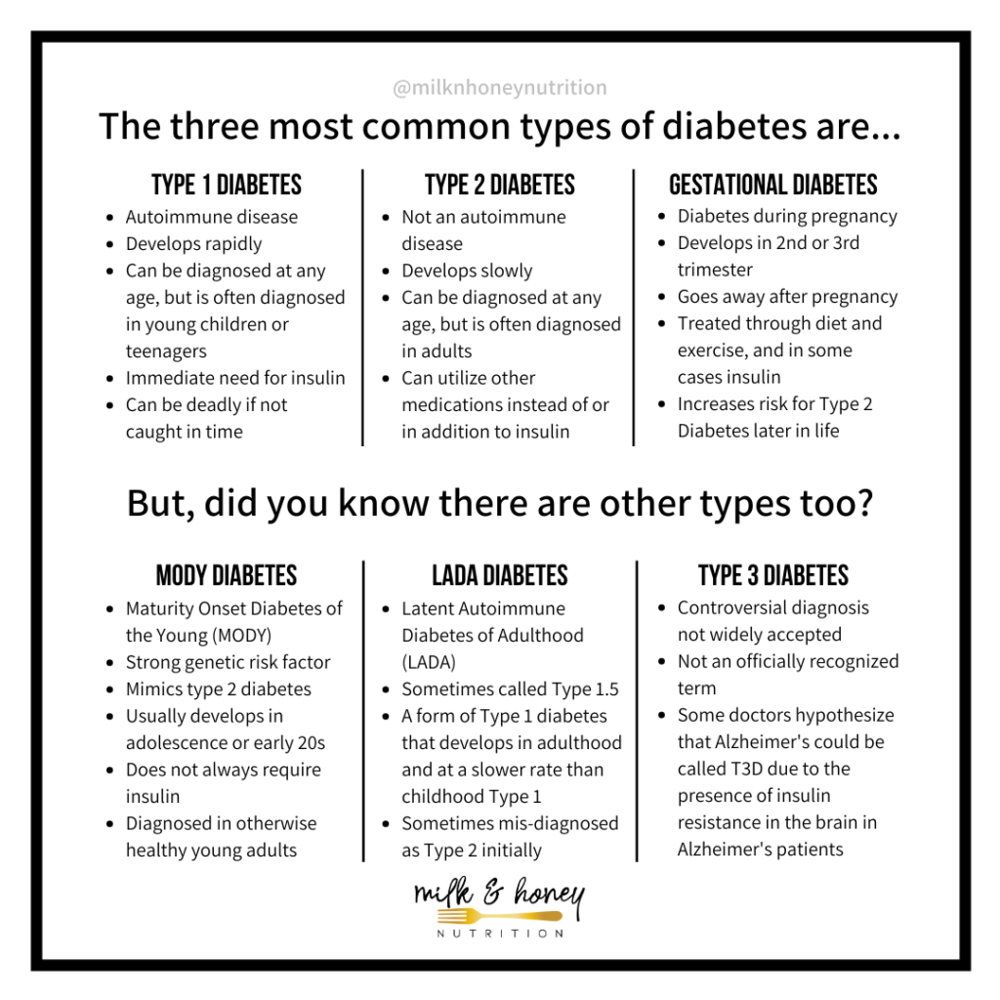 @milknhoneynutrition
The three most common types of diabetes are...
TYPE 1 DIABETES
• Autoimmune disease
• Develops rapidly
• Can be diagnosed at any
age, but is often diagnosed
in young children or
teenagers
• Immediate need for insulin
• Can be deadly if not
caught in time
TYPE 2 DIABETES
• Not an autoimmune
disease
• Develops slowly
• Can be diagnosed at any
age, but is often diagnosed
in adults
• Can utilize other
medications instead of or
in addition to insulin
GESTATIONAL DIABETES
• Diabetes during pregnancy
• Develops in 2nd or 3rd
trimester
• Goes away after pregnancy
• Treated through diet and
exercise, and in some
cases insulin
• Increases risk for Type 2
Diabetes later in life
But, did you know there are other types too?
MODY DIABETES
• Maturity Onset Diabetes of
the Young (MODY)
• Strong genetic risk factor
• Mimics type 2 diabetes
• Usually develops in
adolescence or early 20s
• Does not always require
insulin
• Diagnosed in otherwise
healthy young adults
LADA DIABETES
• Latent Autoimmune
Diabetes of Adulthood
(LADA)
• Sometimes called Type 1.5
• A form of Type 1 diabetes
that develops in adulthood
and at a slower rate than
childhood Type 1
• Sometimes mis-diagnosed
as Type 2 initially
TYPE 3 DIABETES
• Controversial diagnosis
not widely accepted
• Not an officially recognized
term
• Some doctors hypothesize
that Alzheimer's could be
called T3D due to the
presence of insulin
resistance in the brain in
Alzheimer's patients
milk & honey
NUTRITION